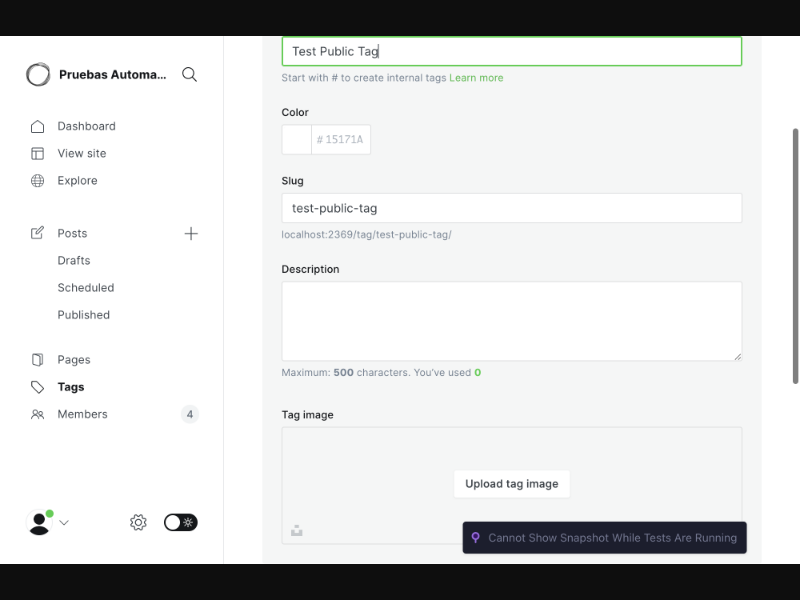 Pruebas Automa...
Dashboard
View site
Explore
Posts
Drafts
Scheduled
Published
Pages
Tags
Members 4
Test Public Tag
Start with # to create internal tags Learn more
Color
# 15171A
Slug
test-public-tag
localhost:2369/tag/test-public-tag/
Description
Maximum: 500 characters. You've used 0
Tag image
Upload tag image
Cannot Show Snapshot While Tests Are Running